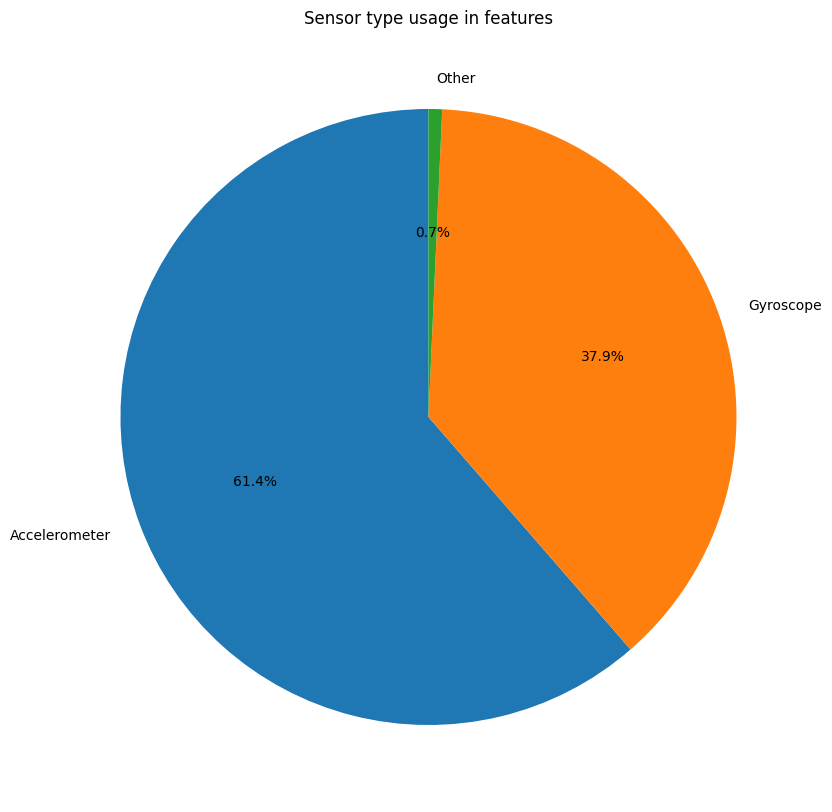 Sensor type usage in features
Other
0.7%
Gyroscope
37.9%
61.4%
Accelerometer